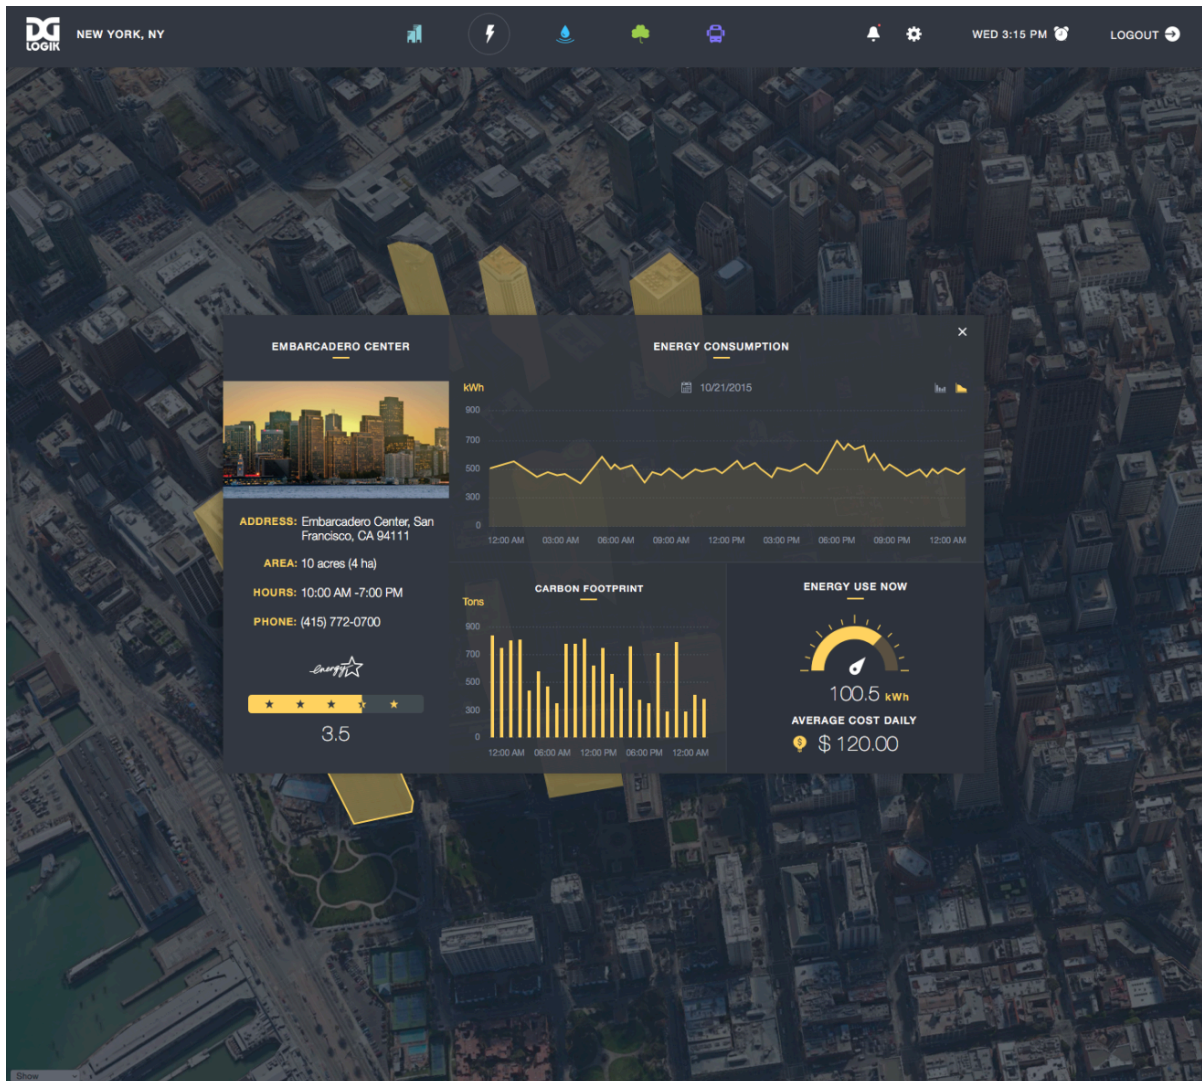 DG
LOGIK
NEW YORK, NY
WED 3:15 PM
LOGOUT
EMBARCADERO CENTER
ADDRESS: Embarcadero Center, San
Francisco, CA 94111
AREA: 10 acres (4 ha)
HOURS: 10:00 AM -7:00 PM
PHONE: (415) 772-0700
energy
3.5
ENERGY CONSUMPTION
kWh
10/21/2015
900
700
500
300
0
12:00 AM 03:00 AM 06:00 AM 09:00 AM 12:00 PM 03:00 PM 06:00 PM 09:00 PM 12:00 AM
CARBON FOOTPRINT
Tons
900
700
500
300
0
12:00 AM 06:00 AM 12:00 PM 06:00 PM 12:00 AM
ENERGY USE NOW
100.5 kWh
AVERAGE COST DAILY
$ 120.00
Show